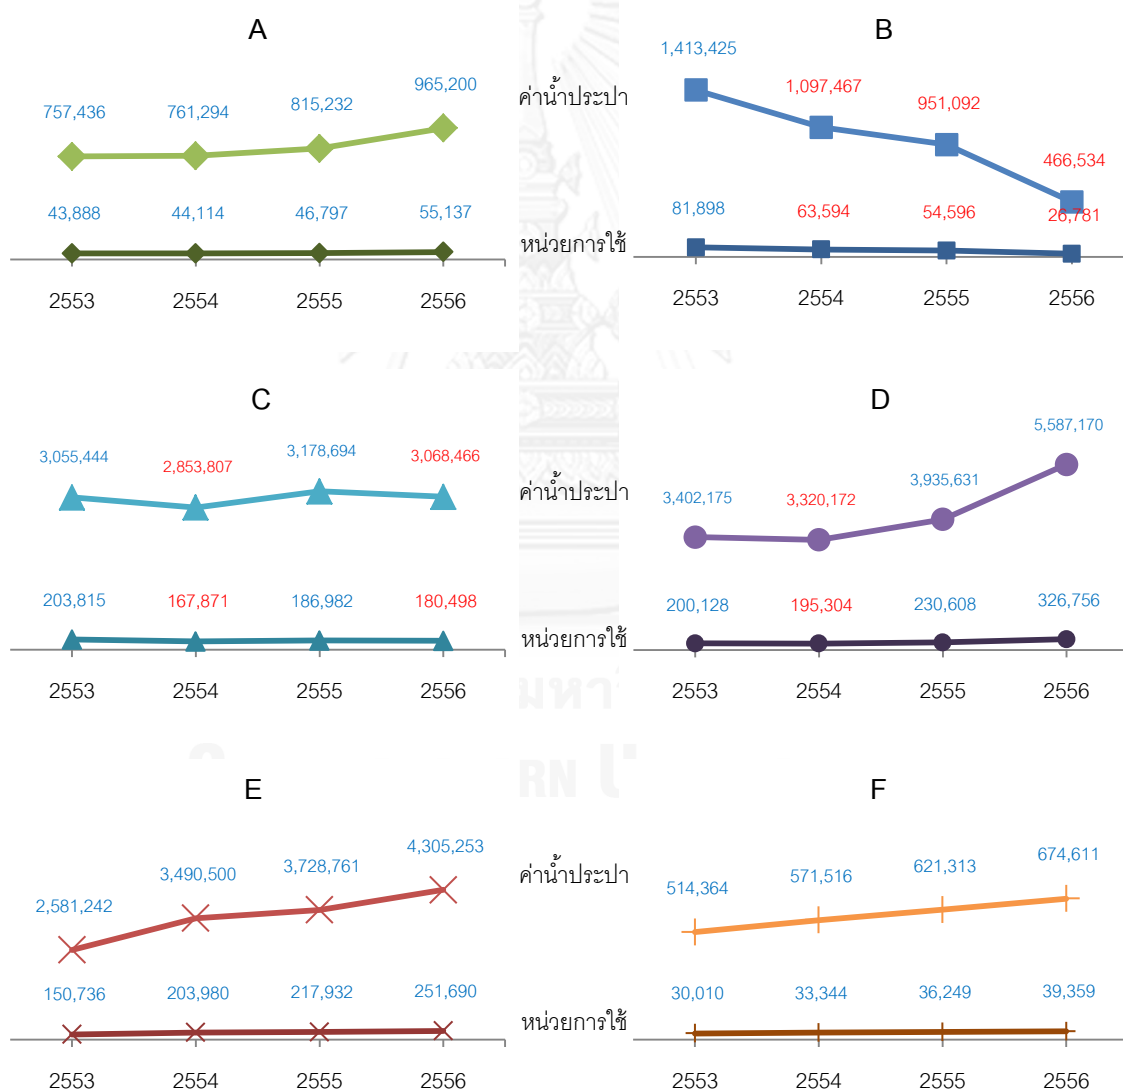 A
757,436 761,294 815,232 965,200
43,888 44,114 46,797 55,137
2553 2554 2555 2556
ค่าน้ำประปา
หน่วยการใช้
B
1,413,425 1,097,467 951,092 466,534
81,898 63,594 54,596 26,781
2553 2554 2555 2556
C
3,055,444 2,853,807 3,178,694 3,068,466
203,815 167,871 186,982 180,498
2553 2554 2555 2556
ค่าน้ำประปา
หน่วยการใช้
D
3,402,175 3,320,172 3,935,631 5,587,170
200,128 195,304 230,608 326,756
2553 2554 2555 2556
E
2,581,242 3,490,500 3,728,761 4,305,253
150,736 203,980 217,932 251,690
2553 2554 2555 2556
ค่าน้ำประปา
หน่วยการใช้
F
514,364 571,516 621,313 674,611
30,010 33,344 36,249 39,359
2553 2554 2555 2556